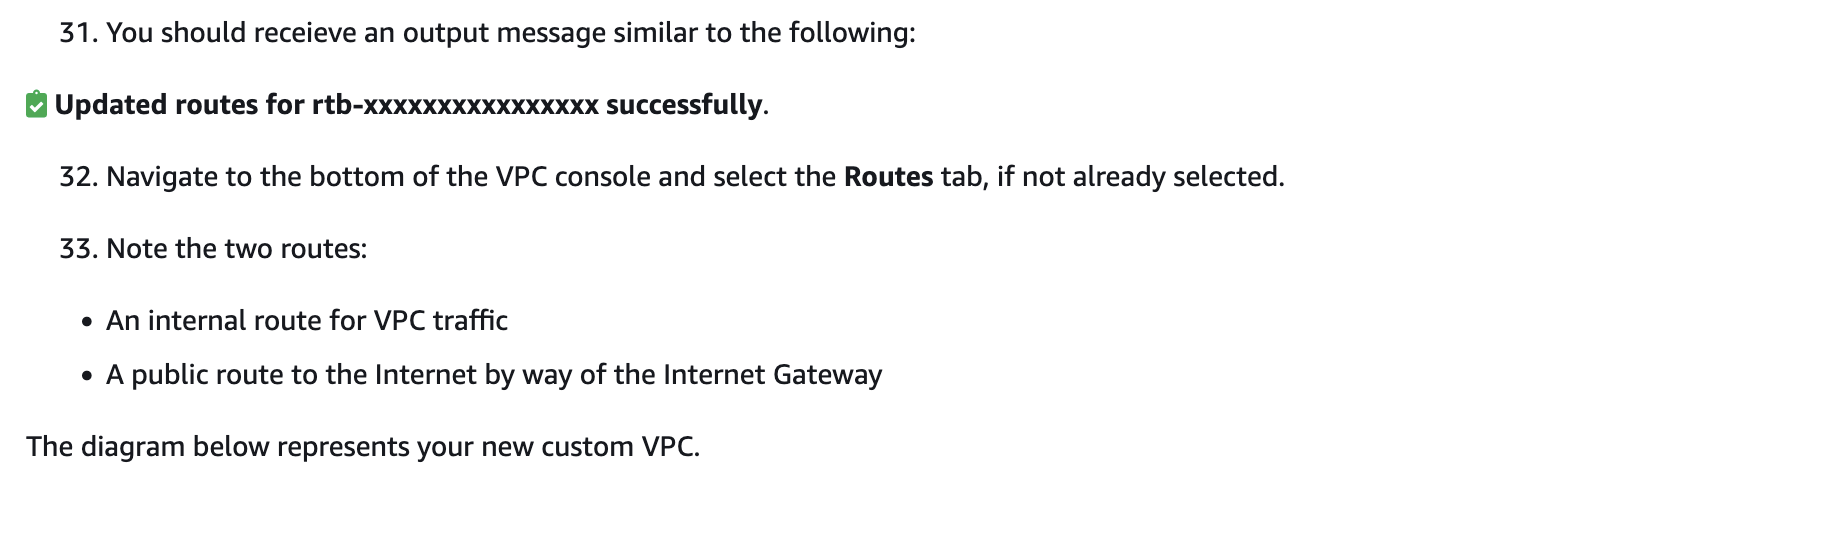 31. You should receieve an output message similar to the following:
Updated routes for rtb-xxxxxxxxxxxxxxxx successfully.
32. Navigate to the bottom of the VPC console and select the Routes tab, if not already selected.
33. Note the two routes:
• An internal route for VPC traffic
• A public route to the Internet by way of the Internet Gateway
The diagram below represents your new custom VPC.